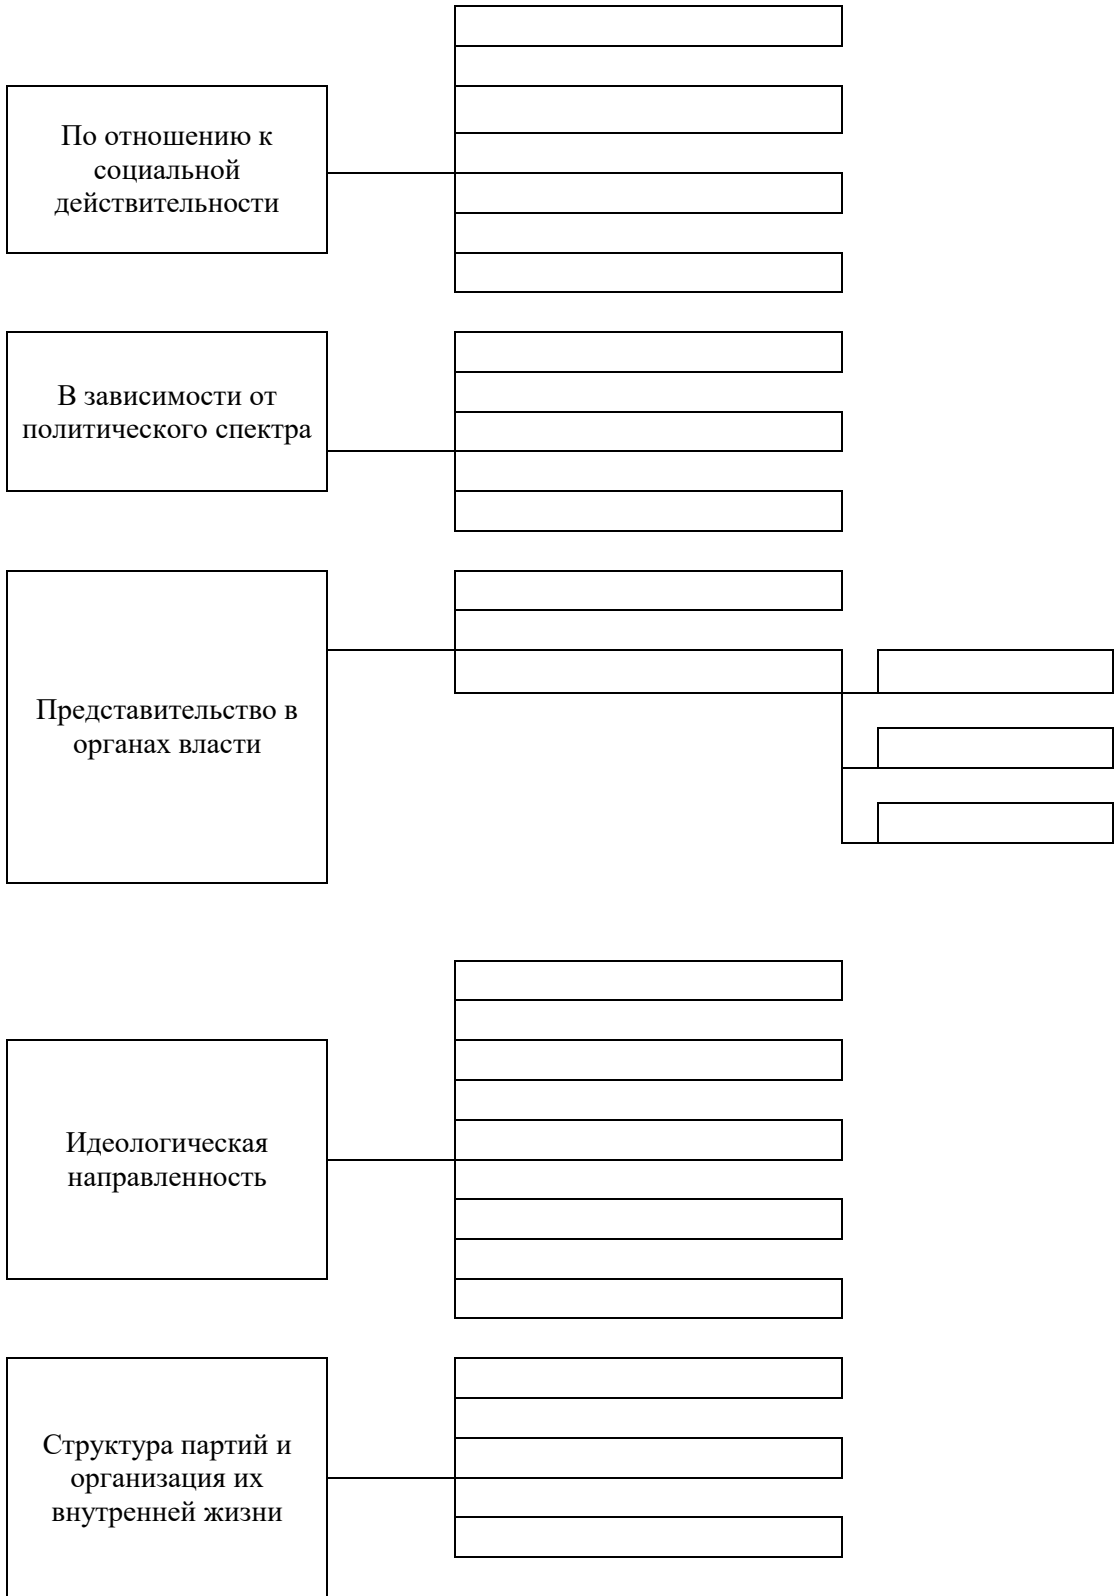 По отношению к
социальной
действительности
В зависимости от
политического спектра
Представительство в
органах власти
Идеологическая
направленность
Структура партий и
организация их
внутренней жизни